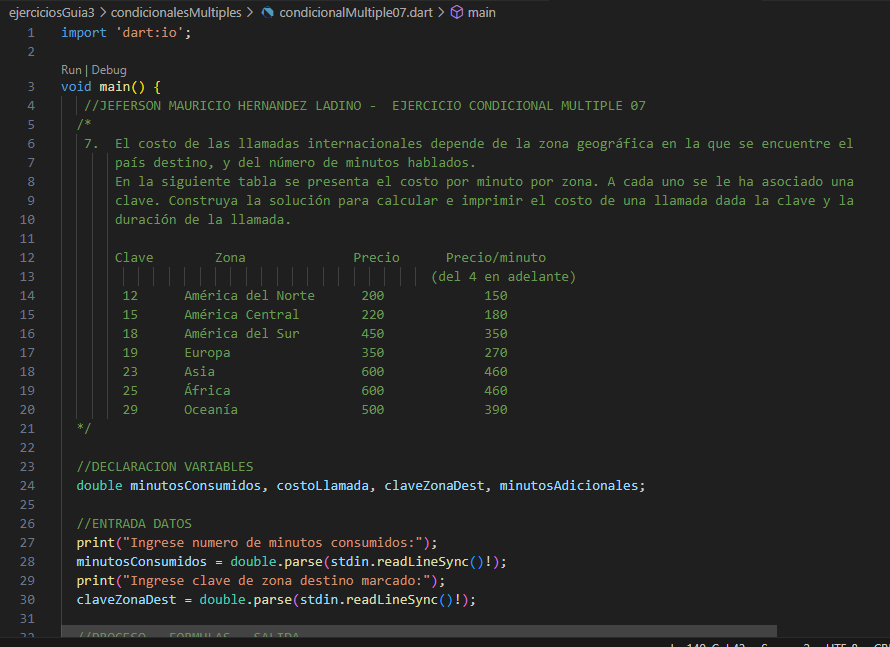 ejerciciosGuia3 > condicionalesMultiples > condicionalMultiple07.dart > main
1 import 'dart:io';
2
Run | Debug
3 void main() {
4 //JEFERSON MAURICIO HERNANDEZ LADINO - EJERCICIO CONDICIONAL MULTIPLE 07
5 /*
6 7. El costo de las llamadas internacionales depende de la zona geográfica en la que se encuentre el
7 país destino, y del número de minutos hablados.
8 En la siguiente tabla se presenta el costo por minuto por zona. A cada uno se le ha asociado una
9 clave. Construya la solución para calcular e imprimir el costo de una llamada dada la clave y la
10 duración de la llamada.
11
12 Clave Zona Precio Precio/minuto
13 (del 4 en adelante)
14 12 América del Norte 200 150
15 15 América Central 220 180
16 18 América del Sur 450 350
17 19 Europa 350 270
18 23 Asia 600 460
19 25 África 600 460
20 29 Oceanía 500 390
21 */
22
23 //DECLARACION VARIABLES
24 double minutosConsumidos, costoLlamada, claveZonaDest, minutosAdicionales;
25
26 //ENTRADA DATOS
27 print("Ingrese numero de minutos consumidos:");
28 minutosConsumidos = double.parse(stdin.readLineSync()!);
29 print("Ingrese clave de zona destino marcado:");
30 claveZonaDest = double.parse(stdin.readLineSync()!);
31
32 //PROCESO - FORMULAS - SALIDA